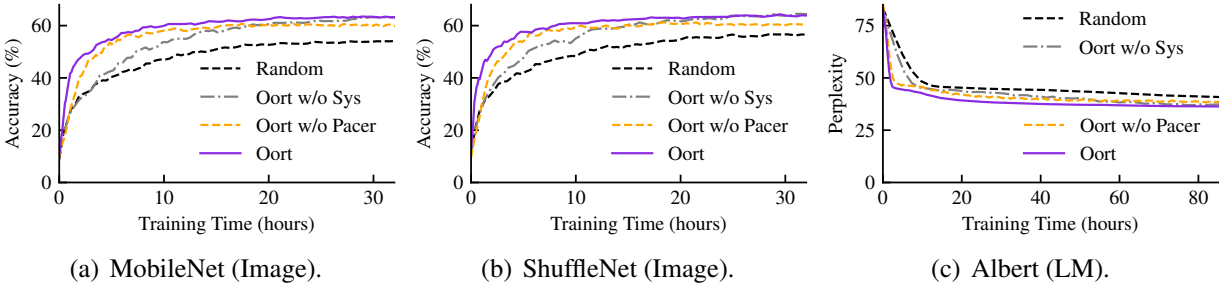 Accuracy (%)
60
40
20
0
0
10
20
30
Training Time (hours)
Random
Oort w/o Sys
Oort w/o Pacer
Oort
(a) MobileNet (Image).
Accuracy (%)
60
40
20
0
0
10
20
30
Training Time (hours)
Random
Oort w/o Sys
Oort w/o Pacer
Oort
(b) ShuffleNet (Image).
Perplexity
75
50
25
0
0
20
40
60
80
Training Time (hours)
Random
Oort w/o Sys
Oort w/o Pacer
Oort
(c) Albert (LM).